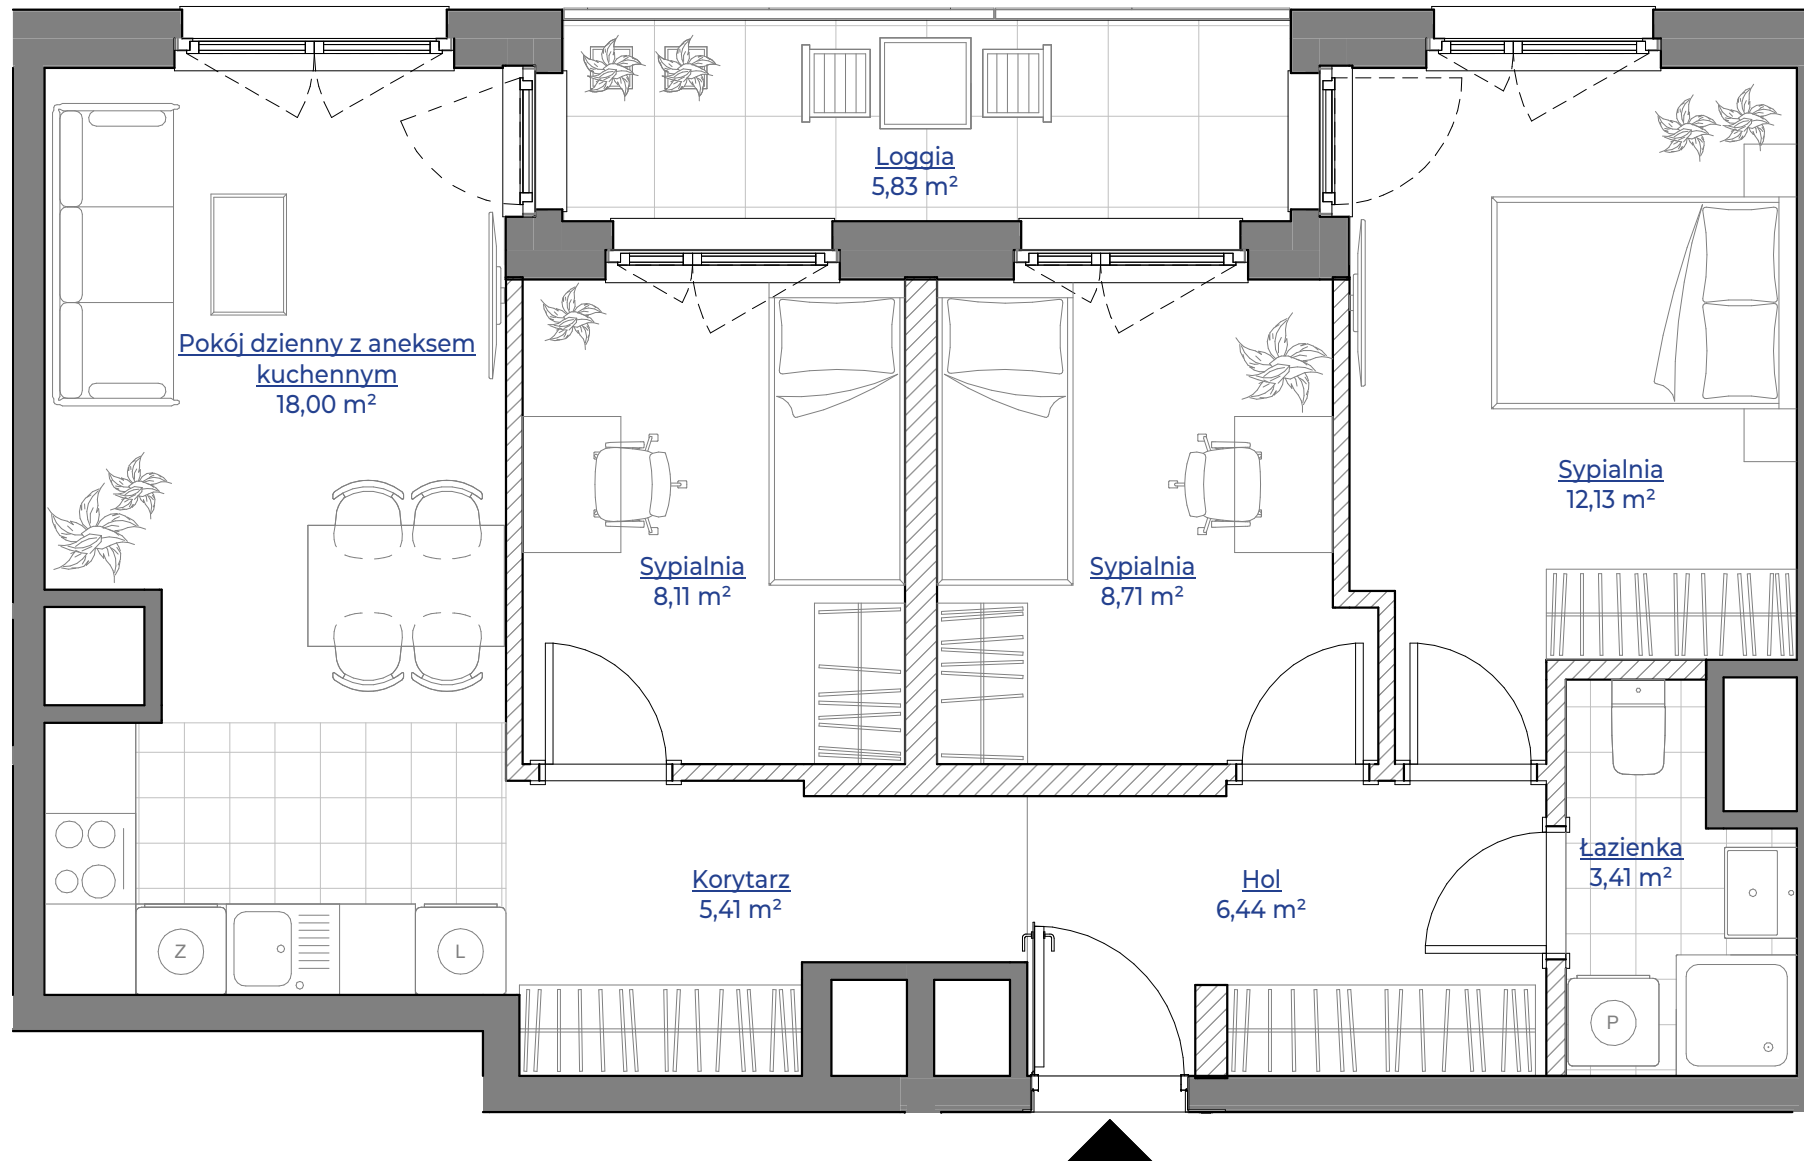 Loggia
5,83 m²
Pokój dzienny z aneksem
kuchennym
18,00 m²
Sypialnia
12,13 m²
Sypialnia
8,11 m²
Sypialnia
8,71 m²
Łazienka
3,41 m²
Korytarz
5,41 m²
Hol
6,44 m²
Z
L
P